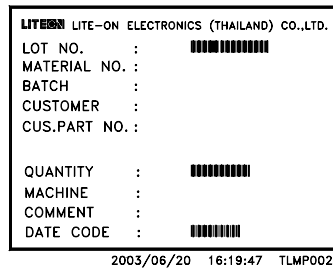 LITEON LITE-ON ELECTRONICS (THAILAND) CO.,LTD.
LOT NO. :
MATERIAL NO. :
BATCH :
CUSTOMER :
CUS.PART NO. :
QUANTITY :
MACHINE :
COMMENT :
DATE CODE :
2003/06/20 16:19:47 TLMP002